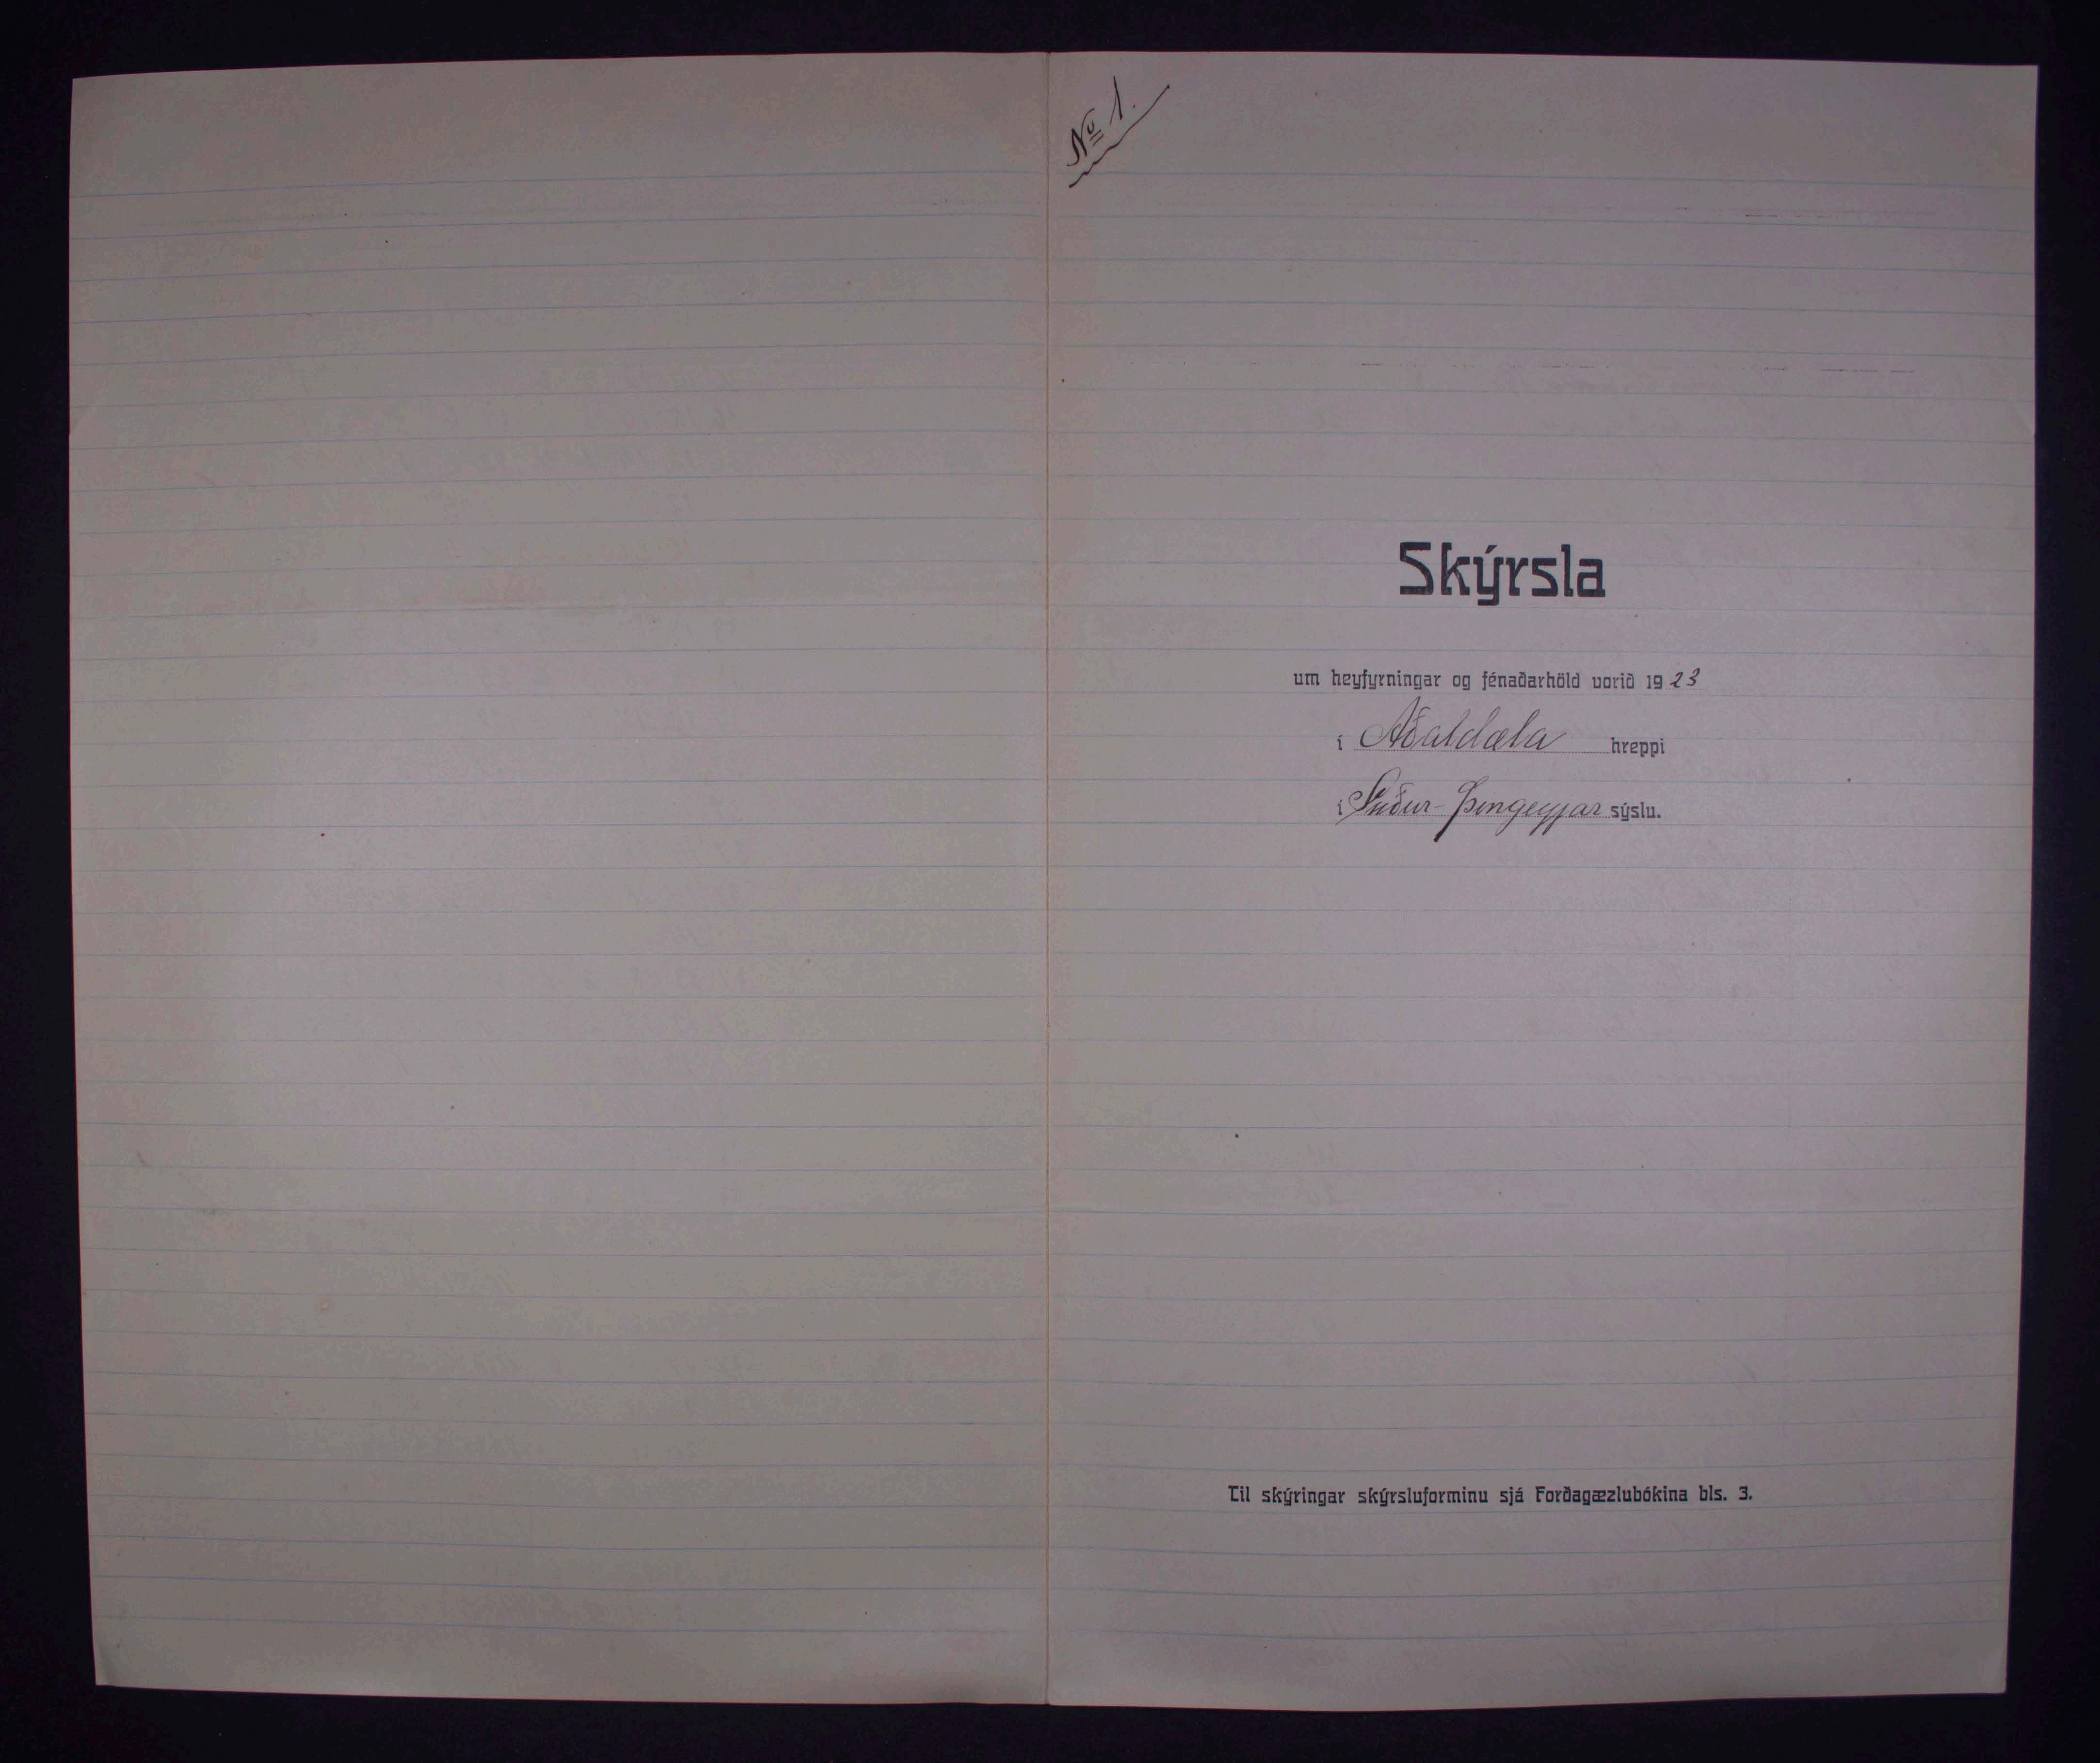 № 1.
Skýrsla
um heyfyrningar og fénaðarhöld vorið 1923
í Aðaldæla hreppi
í Suður-Þingeyjar sýslu.
Til skýringar skýrsluforminu sjá Forðagæzlubókina bls. 3.